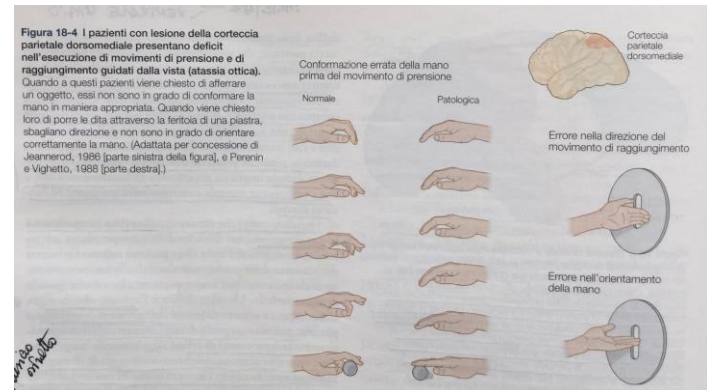 Figura 18-4 I pazienti con lesione della corteccia
parietale dorsomediale presentano deficit
nell'esecuzione di movimenti di prensione e di
raggiungimento guidati dalla vista (atassia ottica).
Quando a questi pazienti viene chiesto di afferrare
un oggetto, essi non sono in grado di conformare la
mano in maniera appropriata. Quando viene chiesto
loro di porre le dita attraverso la feritoia di una piastra,
sbagliano direzione e non sono in grado di orientare
correttamente la mano. (Adattata per concessione di
Jeannerod, 1986 [parte sinistra della figura], e Perenin
e Vighetto, 1988 [parte destra].)
Conformazione errata della mano
prima del movimento di prensione
Normale
Patologica
Corteccia
parietale
dorsomediale
Errore nella direzione del
movimento di raggiungimento
Errore nell'orientamento
della mano